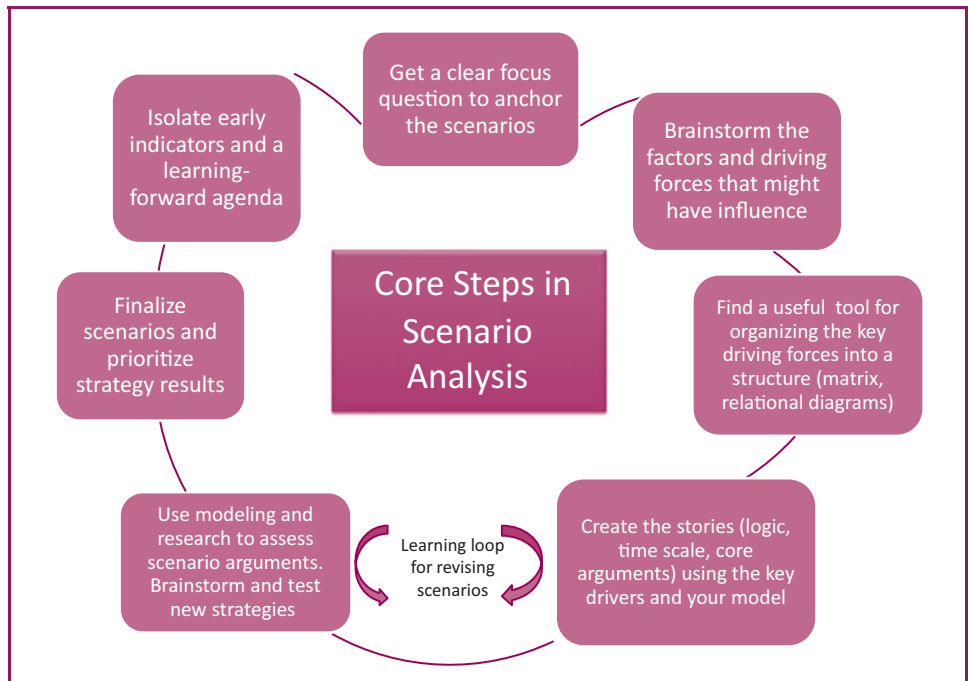 Get a clear focus
question to anchor
the scenarios
Brainstorm the
factors and driving
forces that might
have influence
Find a useful tool for
organizing the key
driving forces into a
structure (matrix,
relational diagrams)
Create the stories (logic,
time scale, core
arguments) using the key
drivers and your model
Learning loop
for revising
scenarios
Use modeling and
research to assess
scenario arguments.
Brainstorm and test
new strategies
Finalize
scenarios and
prioritize
strategy results
Isolate early
indicators and a
learning-
forward agenda
Core Steps in
Scenario
Analysis